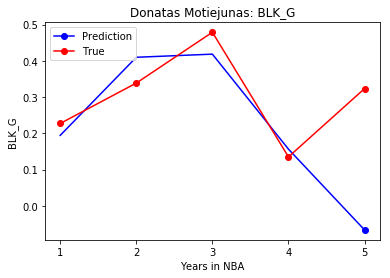 Donatas Motiejunas: BLK_G
Prediction
True
0.5
0.4
0.3
0.2
0.1
0.0
BLK_G
1
2
3
4
5
Years in NBA